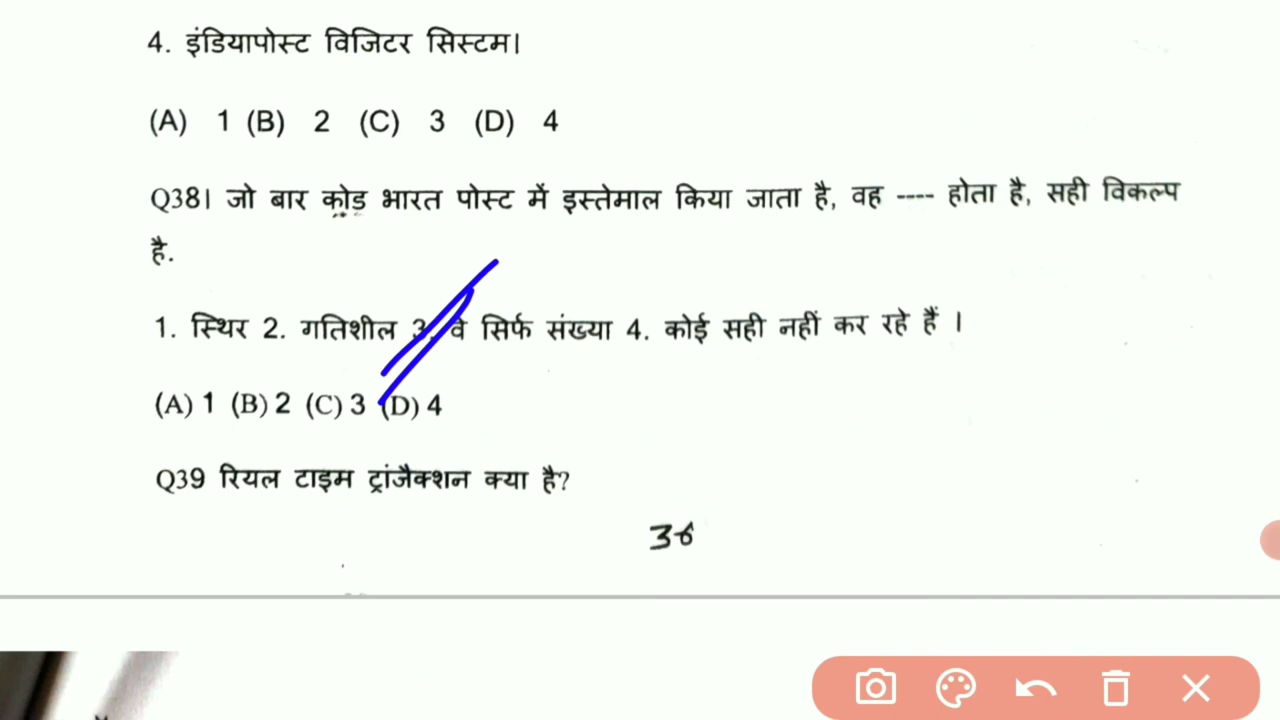 4. इंडियापोस्ट विजिटर सिस्टम।
(A) 1 (B) 2 (C) 3 (D) 4
Q38। जो बार कोड भारत पोस्ट में इस्तेमाल किया जाता है, वह ---- होता है, सही विकल्प
है.
1. स्थिर 2. गतिशील 3. वे सिर्फ संख्या 4. कोई सही नहीं कर रहे हैं ।
(A) 1 (B) 2 (C) 3 (D) 4
Q39 रियल टाइम ट्रांजैक्शन क्या है?
36